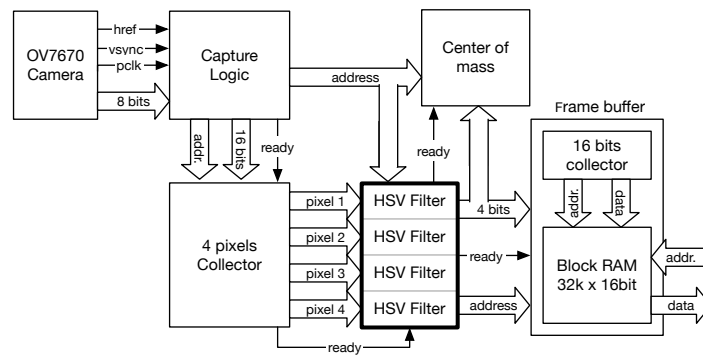 OV7670
Camera
href
vsync
pclk
8 bits
Capture
Logic
address
Center of
mass
addr.
16 bits
ready
ready
Frame buffer
16 bits
collector
addr.
data
4 pixels
Collector
pixel 1
pixel 2
pixel 3
pixel 4
HSV Filter
HSV Filter
HSV Filter
HSV Filter
4 bits
ready
address
Block RAM
32k x 16bit
addr.
data
ready